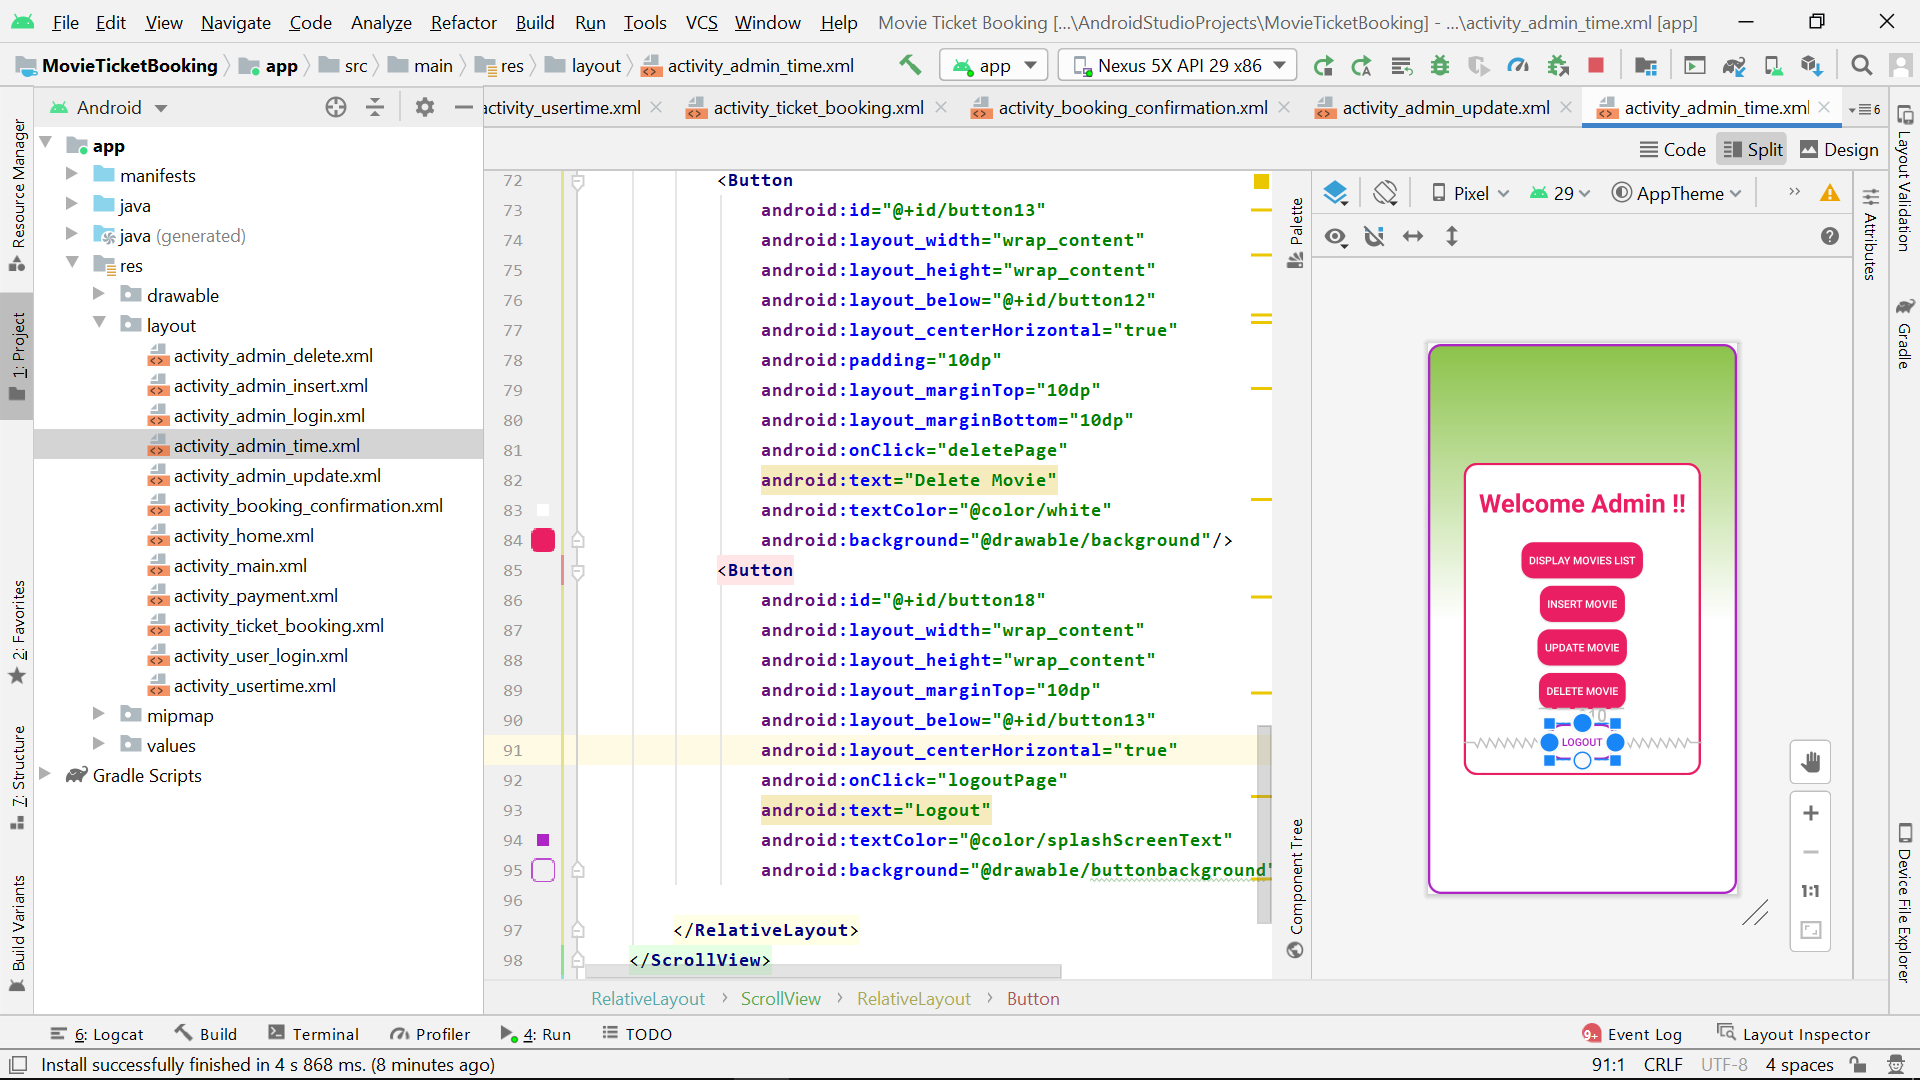 File Edit View Navigate Code Analyze Refactor Build Run Tools VCS Window Help Movie Ticket Booking [...\AndroidStudioProjects\MovieTicketBooking] - ...\activity_admin_time.xml [app]
MovieTicketBooking app src main res layout activity_admin_time.xml app Nexus 5X API 29 x86
Android
activity_usertime.xml activity_ticket_booking.xml activity_booking_confirmation.xml activity_admin_update.xml activity_admin_time.xml 6
Code Split Design
Resource Manager
1: Project
2: Favorites
7: Structure
Build Variants
app
manifests
java
java (generated)
res
drawable
layout
activity_admin_delete.xml
activity_admin_insert.xml
activity_admin_login.xml
activity_admin_time.xml
activity_admin_update.xml
activity_booking_confirmation.xml
activity_home.xml
activity_main.xml
activity_payment.xml
activity_ticket_booking.xml
activity_user_login.xml
activity_usertime.xml
mipmap
values
Gradle Scripts
72 <Button
73 android:id="@+id/button13"
74 android:layout_width="wrap_content"
75 android:layout_height="wrap_content"
76 android:layout_below="@+id/button12"
77 android:layout_centerHorizontal="true"
78 android:padding="10dp"
79 android:layout_marginTop="10dp"
80 android:layout_marginBottom="10dp"
81 android:onClick="deletePage"
82 android:text="Delete Movie"
83 android:textColor="@color/white"
84 android:background="@drawable/background"/>
85 <Button
86 android:id="@+id/button18"
87 android:layout_width="wrap_content"
88 android:layout_height="wrap_content"
89 android:layout_marginTop="10dp"
90 android:layout_below="@+id/button13"
91 android:layout_centerHorizontal="true"
92 android:onClick="logoutPage"
93 android:text="Logout"
94 android:textColor="@color/splashScreenText"
95 android:background="@drawable/buttonbackground"
96
97 </RelativeLayout>
98 </ScrollView>
RelativeLayout ScrollView RelativeLayout Button
Palette
Component Tree
Pixel 29 AppTheme
Welcome Admin !!
DISPLAY MOVIES LIST
INSERT MOVIE
UPDATE MOVIE
DELETE MOVIE
10
LOGOUT
1:1
Attributes
Layout Validation
Gradle
Device File Explorer
6: Logcat Build Terminal Profiler 4: Run TODO 9+ Event Log Layout Inspector
Install successfully finished in 4 s 868 ms. (8 minutes ago) 91:1 CRLF UTF-8 4 spaces